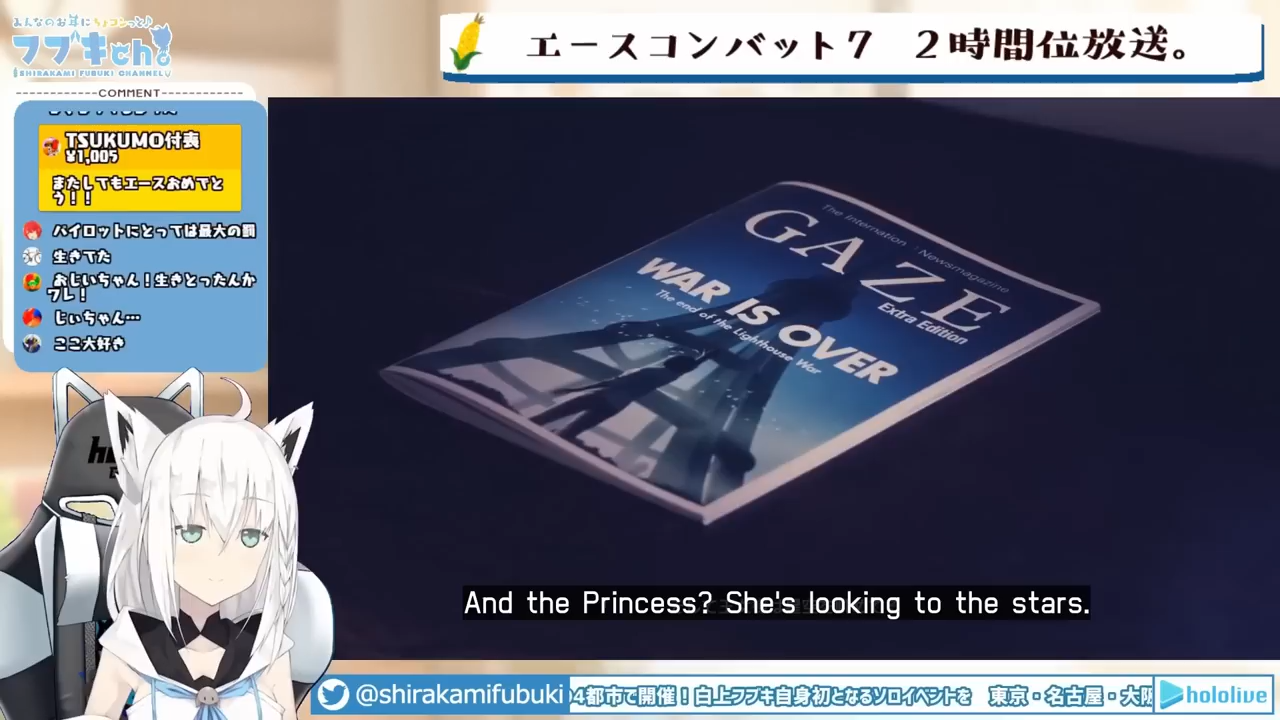 みんなのお耳にちょコンっと♪
フブキch!
SHIRAKAMI FUBUKI CHANNEL
エースコンバット7 2時間位放送。
COMMENT
TSUKUMO付喪
¥1,005
またしてもエースおめでと
う!!
パイロットにとっては最大の罰
生きてた
おじいちゃん!生きとったんか
ワレ!
じぃちゃん…
ここ大好き
The Internation
Newsmagazine
GAZE
Extra Edition
WAR IS OVER
The end of the Lighthouse War
And the Princess? She's looking to the stars.
@shirakamifubuki
4都市で開催!白上フブキ自身初となるソロイベントを 東京・名古屋・大阪
hololive